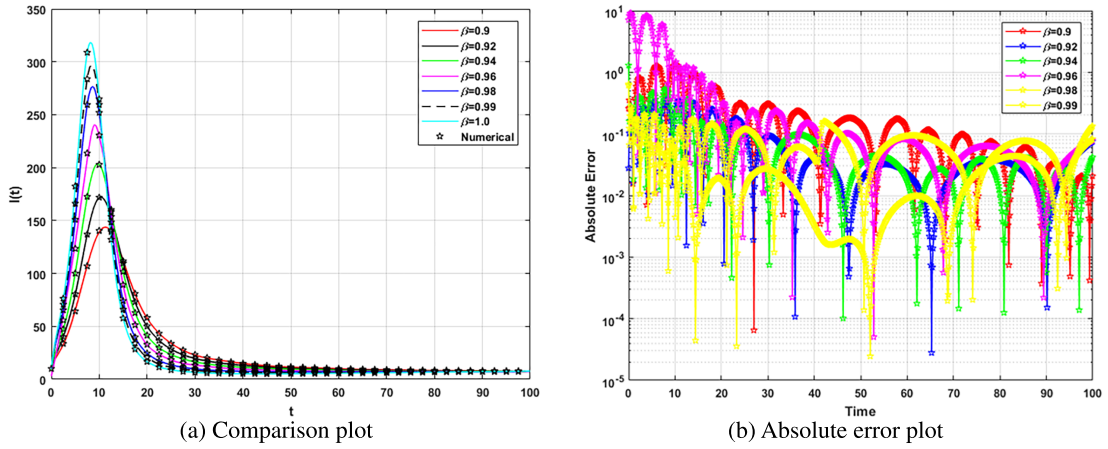 350
300
250
200
150
100
50
0
I(t)
0 10 20 30 40 50 60 70 80 90 100
t
β=0.9
β=0.92
β=0.94
β=0.96
β=0.98
β=0.99
β=1.0
Numerical
(a) Comparison plot
10^1
10^0
10^-1
10^-2
10^-3
10^-4
10^-5
Absolute Error
0 10 20 30 40 50 60 70 80 90 100
Time
β=0.9
β=0.92
β=0.94
β=0.96
β=0.98
β=0.99
(b) Absolute error plot